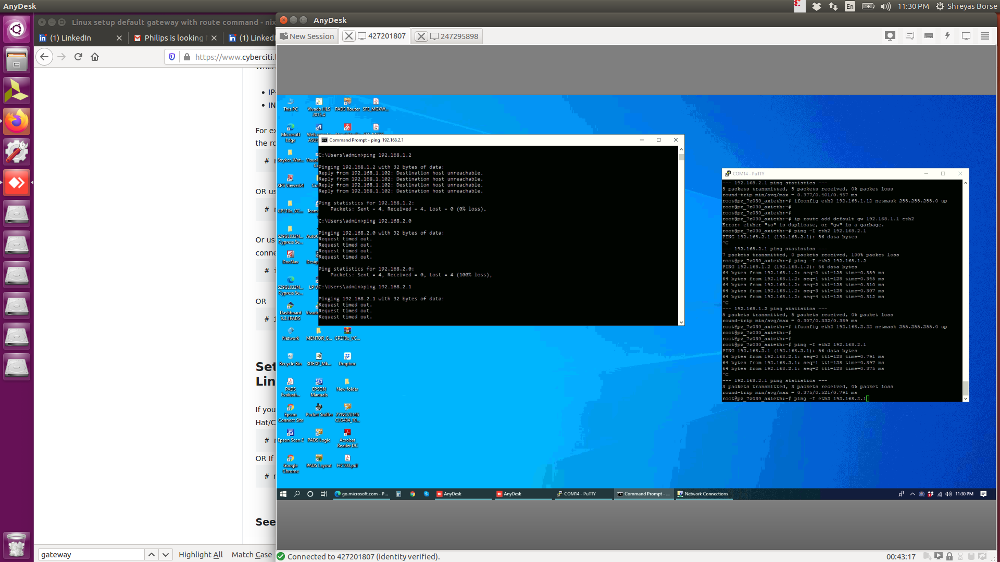 AnyDesk
En
11:30 PM
Shreyas Borse
Linux setup default gateway with route command - nix
(1) LinkedIn
Philips is looking f
(1) Linked
https://www.cyberciti.
• IP
• IN
For ex
the ro
OR us
Or us
conne
OR
Set
Lin
If you
Hat/C
OR If
See
gateway
Highlight All
Match Case
AnyDesk
New Session
427201807
247295898
This PC
Vivado HLS 2015.4
PADS Router
SFE_MGXW...
Microsoft Edge
Stryker_Wat...
XPS Viewer64
CP210x_VC...
S29GL032N... Cypress Se...
DocNav
S29GL032N... Cypress Se...
Dashboard 9.3.1PADS
Network
MENTOR_G...
CP210x_VC...
Recycle Bin
3DEXP_Mk...
Dropbox
PADS Evaluati...
EPSON Manuals
New folder
Epson Connect Site
Packet Sniffer
ZYNQ7014S CLG484_10...
Epson Scan 2
PADS Logic
Acrobat Reader DC
Google Chrome
PADS Layout
HC500.pdf
Command Prompt - ping 192.168.2.1
C:\Users\admin>ping 192.168.1.2
Pinging 192.168.1.2 with 32 bytes of data:
Reply from 192.168.1.102: Destination host unreachable.
Reply from 192.168.1.102: Destination host unreachable.
Reply from 192.168.1.102: Destination host unreachable.
Reply from 192.168.1.102: Destination host unreachable.
Ping statistics for 192.168.1.2:
Packets: Sent = 4, Received = 4, Lost = 0 (0% loss),
C:\Users\admin>ping 192.168.2.0
Pinging 192.168.2.0 with 32 bytes of data:
Request timed out.
Request timed out.
Request timed out.
Request timed out.
Ping statistics for 192.168.2.0:
Packets: Sent = 4, Received = 0, Lost = 4 (100% loss),
C:\Users\admin>ping 192.168.2.1
Pinging 192.168.2.1 with 32 bytes of data:
Request timed out.
Request timed out.
Request timed out.
COM14 - PuTTY
--- 192.168.2.1 ping statistics ---
5 packets transmitted, 5 packets received, 0% packet loss
round-trip min/avg/max = 0.377/0.401/0.457 ms
root@pz_7z030_axieth:~# ifconfig eth2 192.168.1.12 netmask 255.255.255.0 up
root@pz_7z030_axieth:~#
root@pz_7z030_axieth:~#
root@pz_7z030_axieth:~# ip route add default gw 192.168.1.1 eth2
Error: either "to" is duplicate, or "gw" is a garbage.
root@pz_7z030_axieth:~# ping -I eth2 192.168.2.1
PING 192.168.2.1 (192.168.2.1): 56 data bytes
^C
--- 192.168.2.1 ping statistics ---
7 packets transmitted, 0 packets received, 100% packet loss
root@pz_7z030_axieth:~# ping -I eth2 192.168.1.2
PING 192.168.1.2 (192.168.1.2): 56 data bytes
64 bytes from 192.168.1.2: seq=0 ttl=128 time=0.389 ms
64 bytes from 192.168.1.2: seq=1 ttl=128 time=0.345 ms
64 bytes from 192.168.1.2: seq=2 ttl=128 time=0.310 ms
64 bytes from 192.168.1.2: seq=3 ttl=128 time=0.307 ms
64 bytes from 192.168.1.2: seq=4 ttl=128 time=0.312 ms
^C
--- 192.168.1.2 ping statistics ---
5 packets transmitted, 5 packets received, 0% packet loss
round-trip min/avg/max = 0.307/0.332/0.389 ms
root@pz_7z030_axieth:~# ifconfig eth2 192.168.2.22 netmask 255.255.255.0 up
root@pz_7z030_axieth:~#
root@pz_7z030_axieth:~#
root@pz_7z030_axieth:~# ping -I eth2 192.168.2.1
PING 192.168.2.1 (192.168.2.1): 56 data bytes
64 bytes from 192.168.2.1: seq=0 ttl=128 time=0.791 ms
64 bytes from 192.168.2.1: seq=1 ttl=128 time=0.397 ms
64 bytes from 192.168.2.1: seq=2 ttl=128 time=0.375 ms
^C
--- 192.168.2.1 ping statistics ---
3 packets transmitted, 3 packets received, 0% packet loss
round-trip min/avg/max = 0.375/0.521/0.791 ms
root@pz_7z030_axieth:~# ping -I eth2 192.168.2.1
go.microsoft.com - P...
AnyDesk
AnyDesk
COM14 - PuTTY
Command Prompt - ...
Network Connections
11:30 PM
Connected to 427201807 (identity verified).
00:43:17